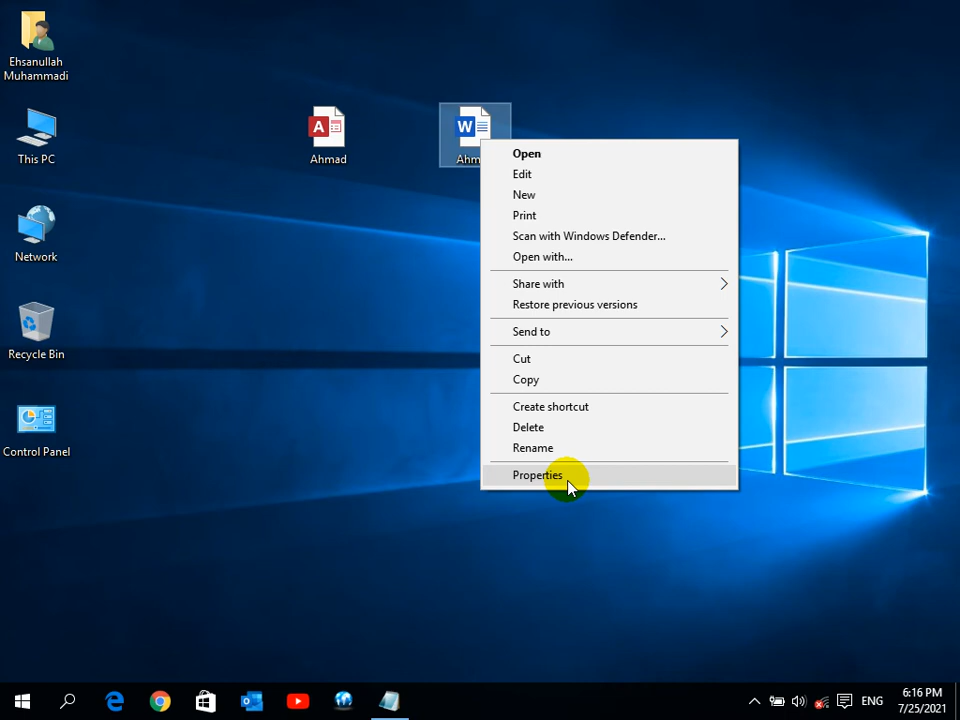 Ehsanullah
Muhammadi
This PC
Network
Recycle Bin
Control Panel
A
Ahmad
W
Open
Edit
New
Print
Scan with Windows Defender...
Open with...
Share with
Restore previous versions
Send to
Cut
Copy
Create shortcut
Delete
Rename
Properties
ENG
6:16 PM
7/25/2021